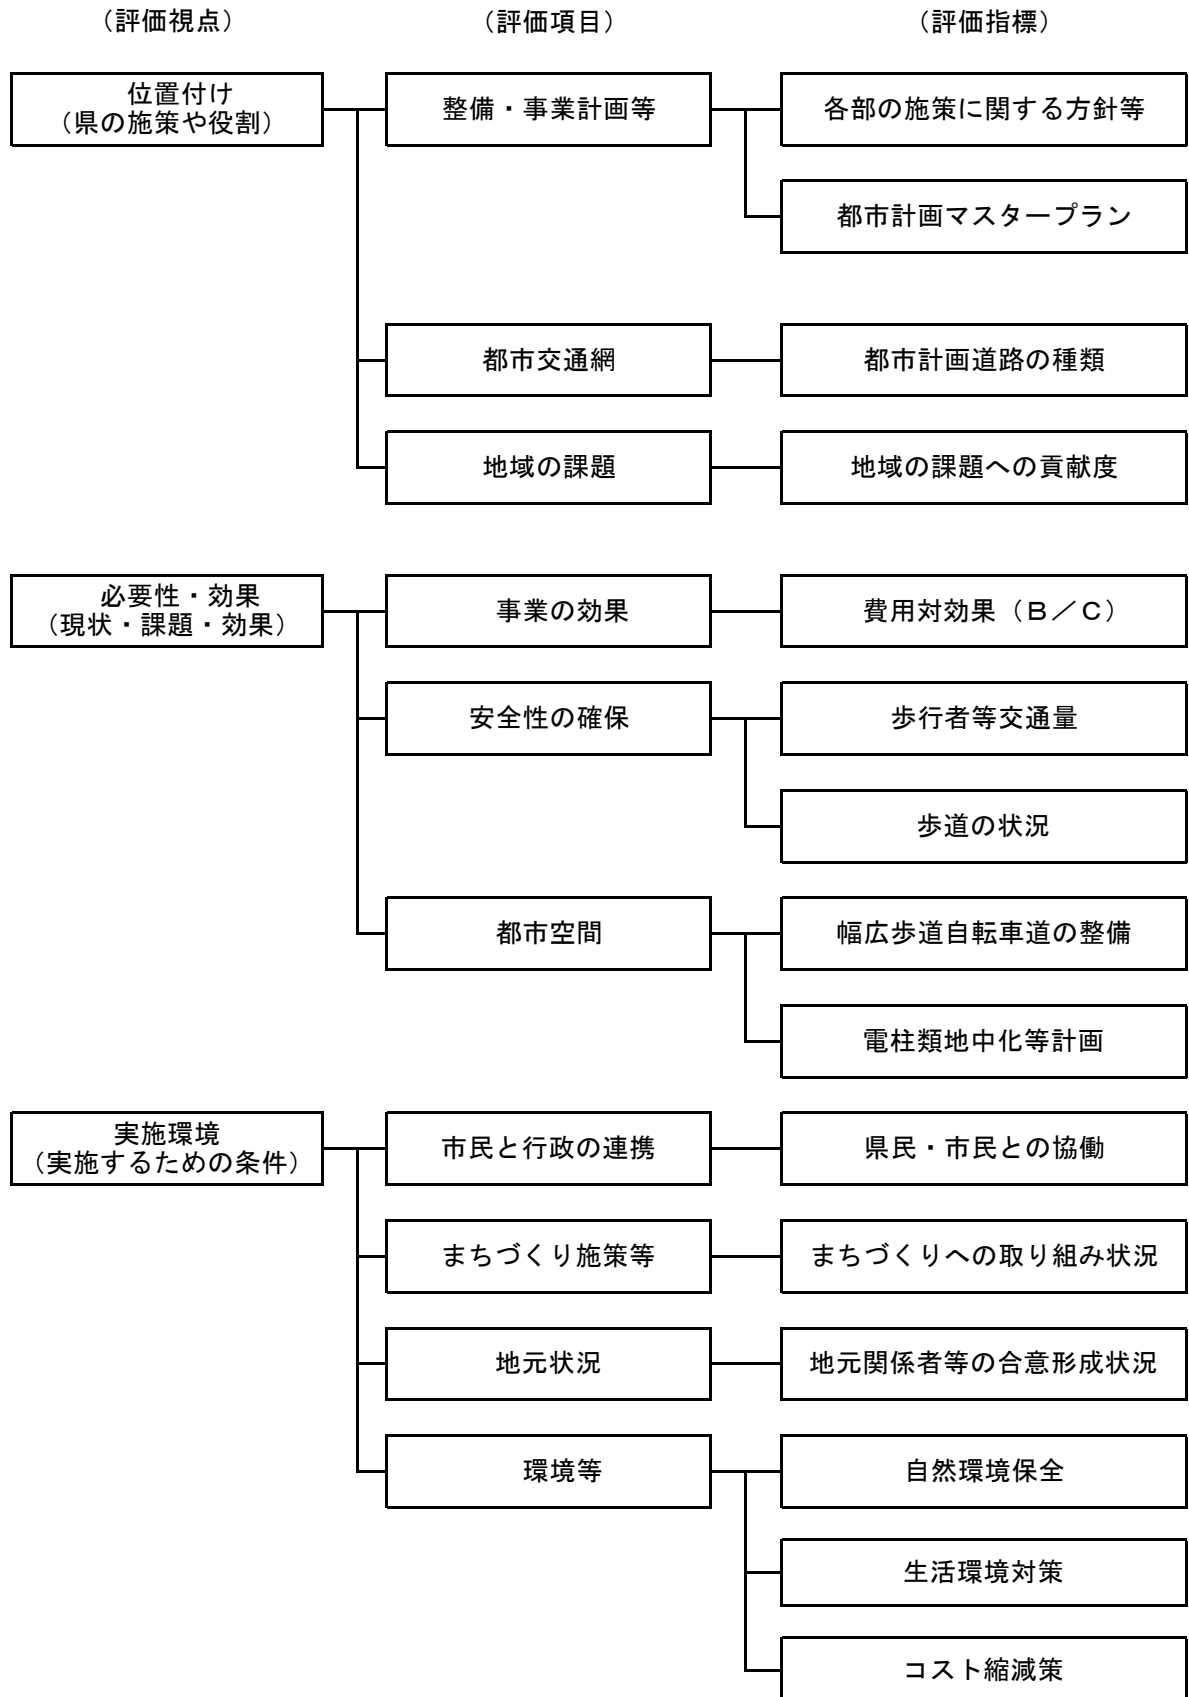 （評価視点）
（評価項目）
（評価指標）
位置付け
（県の施策や役割）
整備・事業計画等
各部の施策に関する方針等
都市計画マスタープラン
都市交通網
都市計画道路の種類
地域の課題
地域の課題への貢献度
必要性・効果
（現状・課題・効果）
事業の効果
費用対効果（Ｂ／Ｃ）
安全性の確保
歩行者等交通量
歩道の状況
都市空間
幅広歩道自転車道の整備
電柱類地中化等計画
実施環境
（実施するための条件）
市民と行政の連携
県民・市民との協働
まちづくり施策等
まちづくりへの取り組み状況
地元状況
地元関係者等の合意形成状況
環境等
自然環境保全
生活環境対策
コスト縮減策